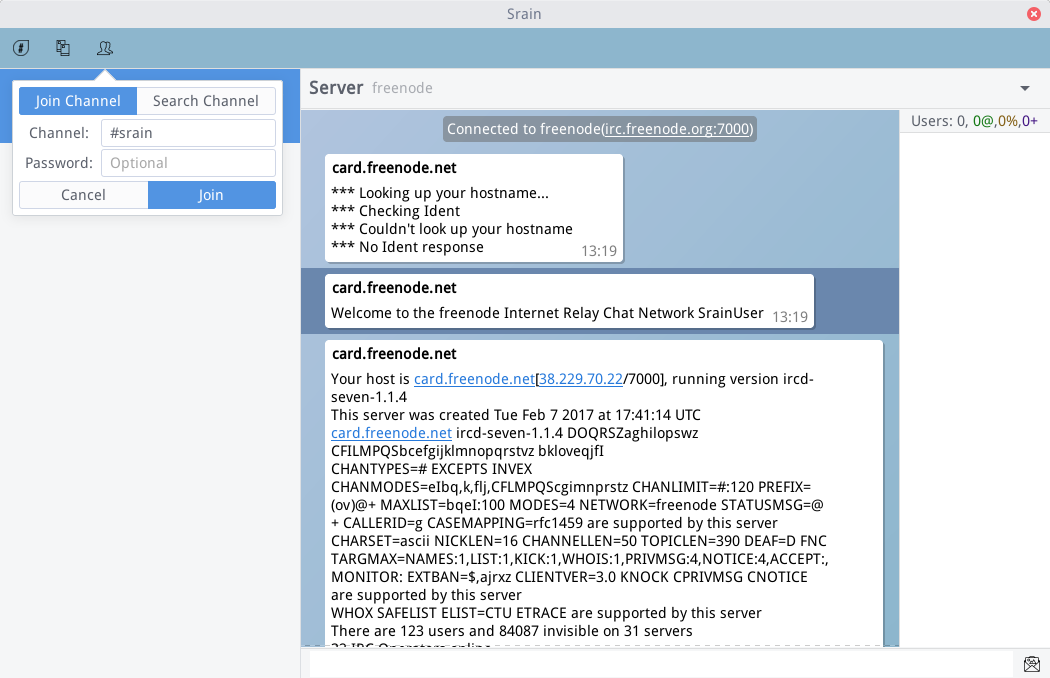 Srain
Join Channel
Search Channel
Channel:
#srain
Password:
Optional
Cancel
Join
Server freenode
Connected to freenode(irc.freenode.org:7000)
Users: 0, 0@,0%,0+
card.freenode.net
*** Looking up your hostname...
*** Checking Ident
*** Couldn't look up your hostname
*** No Ident response
13:19
card.freenode.net
Welcome to the freenode Internet Relay Chat Network SrainUser
13:19
card.freenode.net
Your host is card.freenode.net[38.229.70.22/7000], running version ircd-
seven-1.1.4
This server was created Tue Feb 7 2017 at 17:41:14 UTC
card.freenode.net ircd-seven-1.1.4 DOQRSZaghilopswz
CFILMPQSbcefgijklmnopqrstvz bkloveqjfI
CHANTYPES=# EXCEPTS INVEX
CHANMODES=eIbq,k,flj,CFLMPQScgimnprstz CHANLIMIT=#:120 PREFIX=
(ov)@+ MAXLIST=bqeI:100 MODES=4 NETWORK=freenode STATUSMSG=@
+ CALLERID=g CASEMAPPING=rfc1459 are supported by this server
CHARSET=ascii NICKLEN=16 CHANNELLEN=50 TOPICLEN=390 DEAF=D FNC
TARGMAX=NAMES:1,LIST:1,KICK:1,WHOIS:1,PRIVMSG:4,NOTICE:4,ACCEPT:,
MONITOR: EXTBAN=$,ajrxz CLIENTVER=3.0 KNOCK CPRIVMSG CNOTICE
are supported by this server
WHOX SAFELIST ELIST=CTU ETRACE are supported by this server
There are 123 users and 84087 invisible on 31 servers
IRC Operators online